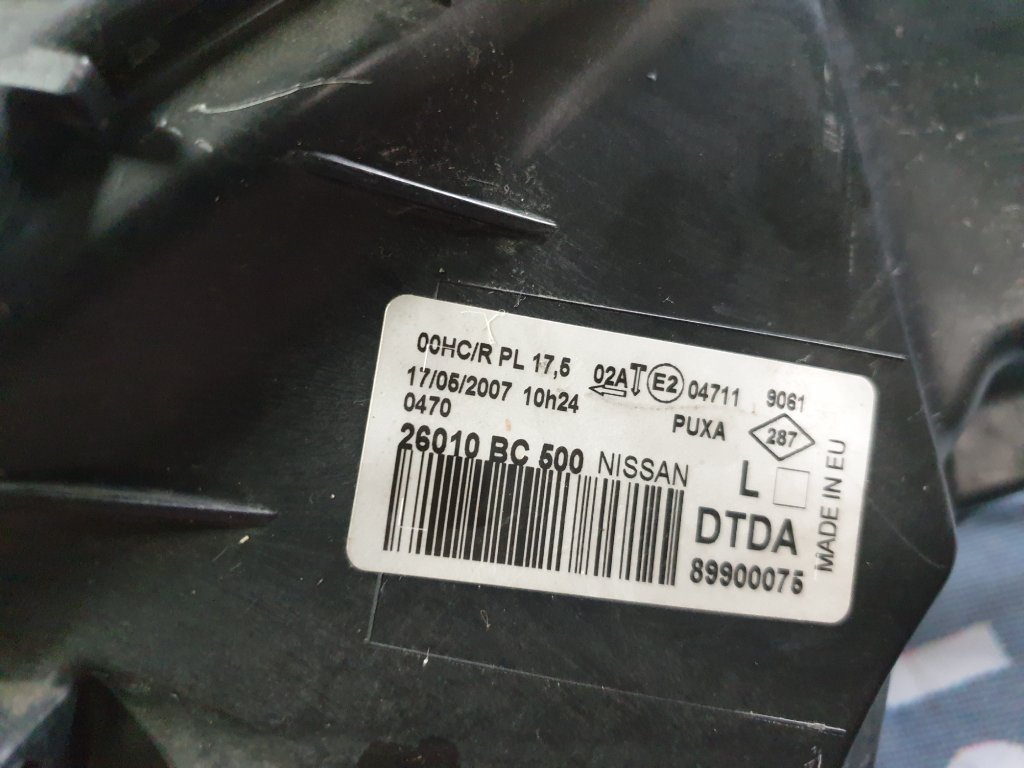 00HC/R PL 17,5 02A E2 04711 9061
17/05/2007 10h24
0470 PUXA 287
26010 BC 500 NISSAN L
DTDA
89900075
MADE IN EU